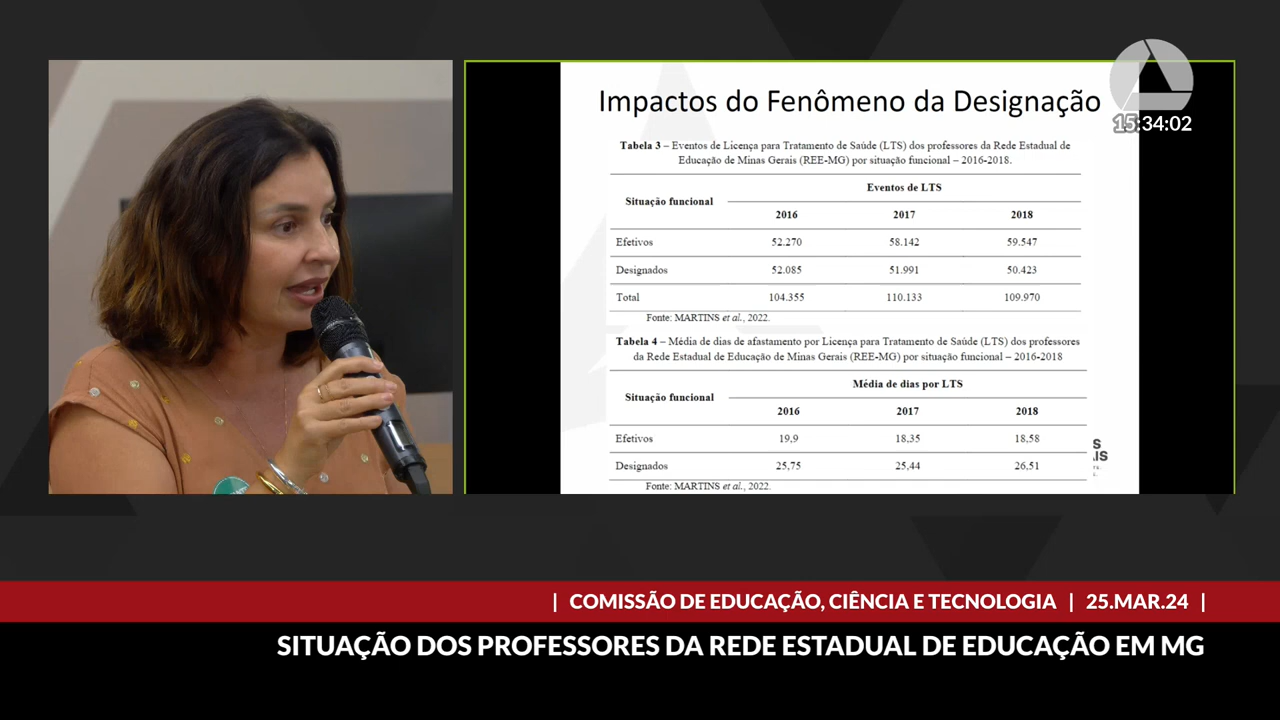 Impactos do Fenômeno da Designação
15:34:02
Tabela 3 – Eventos de Licença para Tratamento de Saúde (LTS) dos professores da Rede Estadual de
Educação de Minas Gerais (REE-MG) por situação funcional – 2016-2018.
Situação funcional
Eventos de LTS
2016 2017 2018
Efetivos 52.270 58.142 59.547
Designados 52.085 51.991 50.423
Total 104.355 110.133 109.970
Fonte: MARTINS et al., 2022.
Tabela 4 – Média de dias de afastamento por Licença para Tratamento de Saúde (LTS) dos professores
da Rede Estadual de Educação de Minas Gerais (REE-MG) por situação funcional – 2016-2018
Situação funcional
Média de dias por LTS
2016 2017 2018
Efetivos 19,9 18,35 18,58
Designados 25,75 25,44 26,51
Fonte: MARTINS et al., 2022.
| COMISSÃO DE EDUCAÇÃO, CIÊNCIA E TECNOLOGIA | 25.MAR.24 |
SITUAÇÃO DOS PROFESSORES DA REDE ESTADUAL DE EDUCAÇÃO EM MG